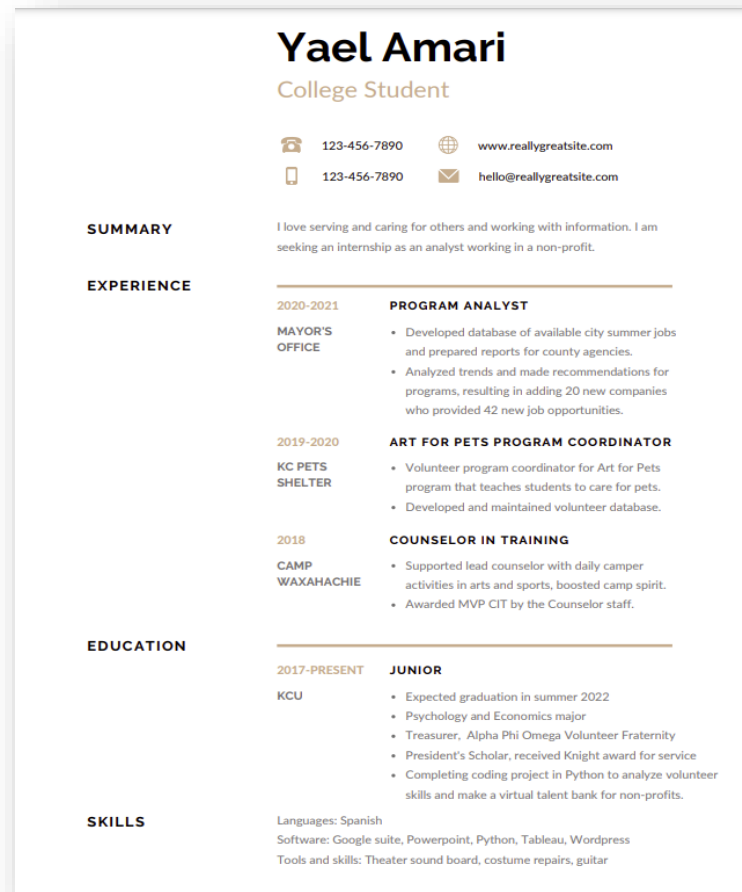 Yael Amari
College Student
123-456-7890
www.reallygreatsite.com
123-456-7890
hello@reallygreatsite.com
SUMMARY
I love serving and caring for others and working with information. I am
seeking an internship as an analyst working in a non-profit.
EXPERIENCE
2020-2021
PROGRAM ANALYST
MAYOR'S
OFFICE
• Developed database of available city summer jobs
and prepared reports for county agencies.
• Analyzed trends and made recommendations for
programs, resulting in adding 20 new companies
who provided 42 new job opportunities.
2019-2020
ART FOR PETS PROGRAM COORDINATOR
KC PETS
SHELTER
• Volunteer program coordinator for Art for Pets
program that teaches students to care for pets.
• Developed and maintained volunteer database.
2018
COUNSELOR IN TRAINING
CAMP
WAXAHACHIE
• Supported lead counselor with daily camper
activities in arts and sports, boosted camp spirit.
• Awarded MVP CIT by the Counselor staff.
EDUCATION
2017-PRESENT
JUNIOR
KCU
• Expected graduation in summer 2022
• Psychology and Economics major
• Treasurer, Alpha Phi Omega Volunteer Fraternity
• President's Scholar, received Knight award for service
• Completing coding project in Python to analyze volunteer
skills and make a virtual talent bank for non-profits.
SKILLS
Languages: Spanish
Software: Google suite, Powerpoint, Python, Tableau, Wordpress
Tools and skills: Theater sound board, costume repairs, guitar